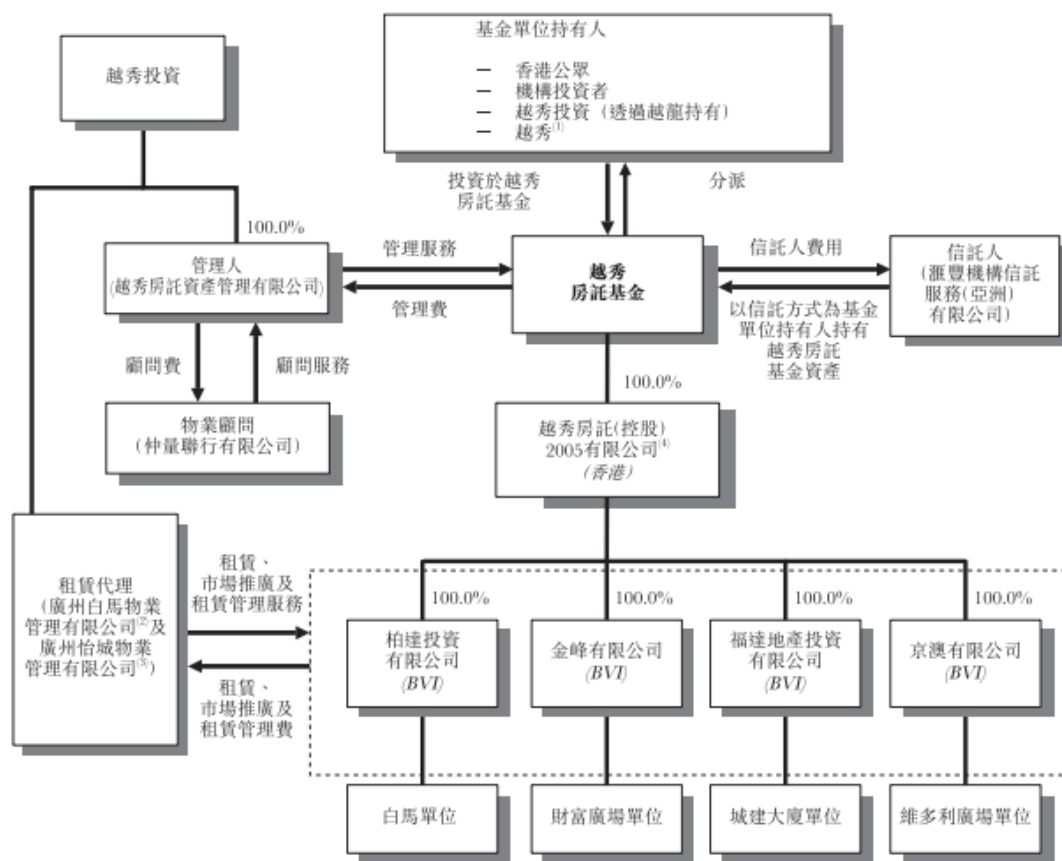 越秀投資
基金單位持有人
— 香港公眾
— 機構投資者
— 越秀投資（透過越龍持有）
— 越秀(1)
投資於越秀
房託基金
分派
100.0%
管理人
(越秀房託資產管理有限公司)
管理服務
管理費
越秀
房託基金
信託人費用
以信託方式為基金
單位持有人持有
越秀房託
基金資產
信託人
(滙豐機構信託
服務(亞洲)
有限公司)
顧問費
顧問服務
物業顧問
(仲量聯行有限公司)
100.0%
越秀房託(控股)
2005有限公司(4)
(香港)
租賃代理
(廣州白馬物業
管理有限公司(2)及
廣州怡城物業
管理有限公司(3))
租賃、
市場推廣及
租賃管理服務
租賃、
市場推廣及
租賃管理費
100.0%
100.0%
100.0%
100.0%
柏達投資
有限公司
(BVI)
金峰有限公司
(BVI)
福達地產投資
有限公司
(BVI)
京澳有限公司
(BVI)
白馬單位
財富廣場單位
城建大廈單位
維多利廣場單位